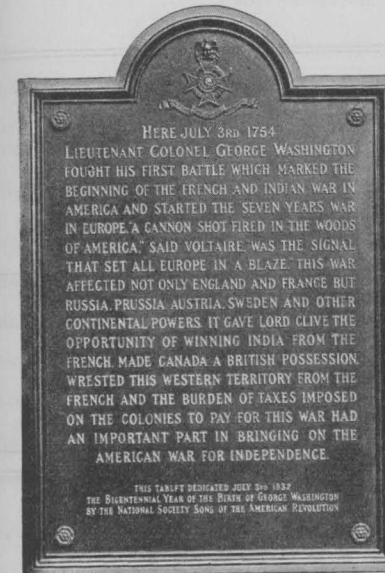 HERE JULY 3RD 1754
LIEUTENANT COLONEL GEORGE WASHINGTON
FOUGHT HIS FIRST BATTLE WHICH MARKED THE
BEGINNING OF THE FRENCH AND INDIAN WAR IN
AMERICA AND STARTED THE SEVEN YEARS WAR
IN EUROPE. "A CANNON SHOT FIRED IN THE WOODS
OF AMERICA," SAID VOLTAIRE, "WAS THE SIGNAL
THAT SET ALL EUROPE IN A BLAZE." THIS WAR
AFFECTED NOT ONLY ENGLAND AND FRANCE BUT
RUSSIA, PRUSSIA, AUSTRIA, SWEDEN AND OTHER
CONTINENTAL POWERS. IT GAVE LORD CLIVE THE
OPPORTUNITY OF WINNING INDIA FROM THE
FRENCH, MADE CANADA A BRITISH POSSESSION,
WRESTED THIS WESTERN TERRITORY FROM THE
FRENCH AND THE BURDEN OF TAXES IMPOSED
ON THE COLONIES TO PAY FOR THIS WAR HAD
AN IMPORTANT PART IN BRINGING ON THE
AMERICAN WAR FOR INDEPENDENCE.
THIS TABLET DEDICATED JULY 3RD 1932
THE BICENTENNIAL YEAR OF THE BIRTH OF GEORGE WASHINGTON
BY THE NATIONAL SOCIETY SONS OF THE AMERICAN REVOLUTION